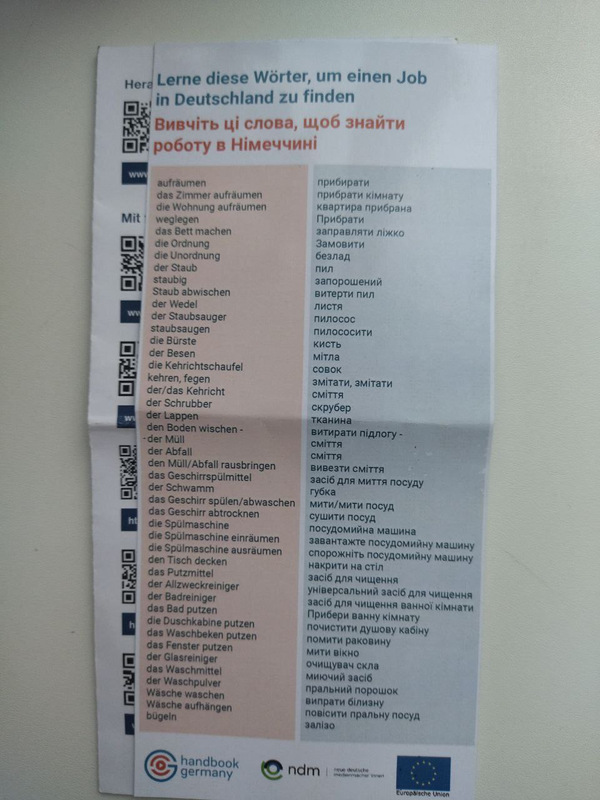 Hera
Mit
ww
ww
w
ht
h
Lerne diese Wörter, um einen Job
in Deutschland zu finden
Вивчіть ці слова, щоб знайти
роботу в Німеччині
aufräumen
das Zimmer aufräumen
die Wohnung aufräumen
weglegen
das Bett machen
die Ordnung
die Unordnung
der Staub
staubig
Staub abwischen
der Wedel
der Staubsauger
staubsaugen
die Bürste
der Besen
die Kehrichtschaufel
kehren, fegen
der/das Kehricht
der Schrubber
der Lappen
den Boden wischen -
der Müll
der Abfall
den Müll/Abfall rausbringen
das Geschirrspülmittel
der Schwamm
das Geschirr spülen/abwaschen
das Geschirr abtrocknen
die Spülmaschine
die Spülmaschine einräumen
die Spülmaschine ausräumen
den Tisch decken
das Putzmittel
der Allzweckreiniger
der Badreiniger
das Bad putzen
die Duschkabine putzen
das Waschbeken putzen
das Fenster putzen
der Glasreiniger
das Waschmittel
der Waschpulver
Wäsche waschen
Wäsche aufhängen
bügeln
прибирати
прибрати кімнату
квартира прибрана
Прибрати
заправляти ліжко
Замовити
безлад
пил
запорошений
витерти пил
листя
пилосос
пилососити
кисть
мітла
совок
змітати, змітати
сміття
скрубер
тканина
витирати підлогу -
сміття
сміття
вивезти сміття
засіб для миття посуду
губка
мити/мити посуд
сушити посуд
посудомийна машина
завантажте посудомийну машину
спорожніть посудомийну машину
накрити на стіл
засіб для чищення
універсальний засіб для чищення
засіб для чищення ванної кімнати
Прибери ванну кімнату
почистити душову кабіну
помити раковину
мити вікно
очищувач скла
миючий засіб
пральний порошок
випрати білизну
повісити пральну посуд
залізо
handbook
germany
ndm
neue deutsche
medienmacher*innen
Europäische Union